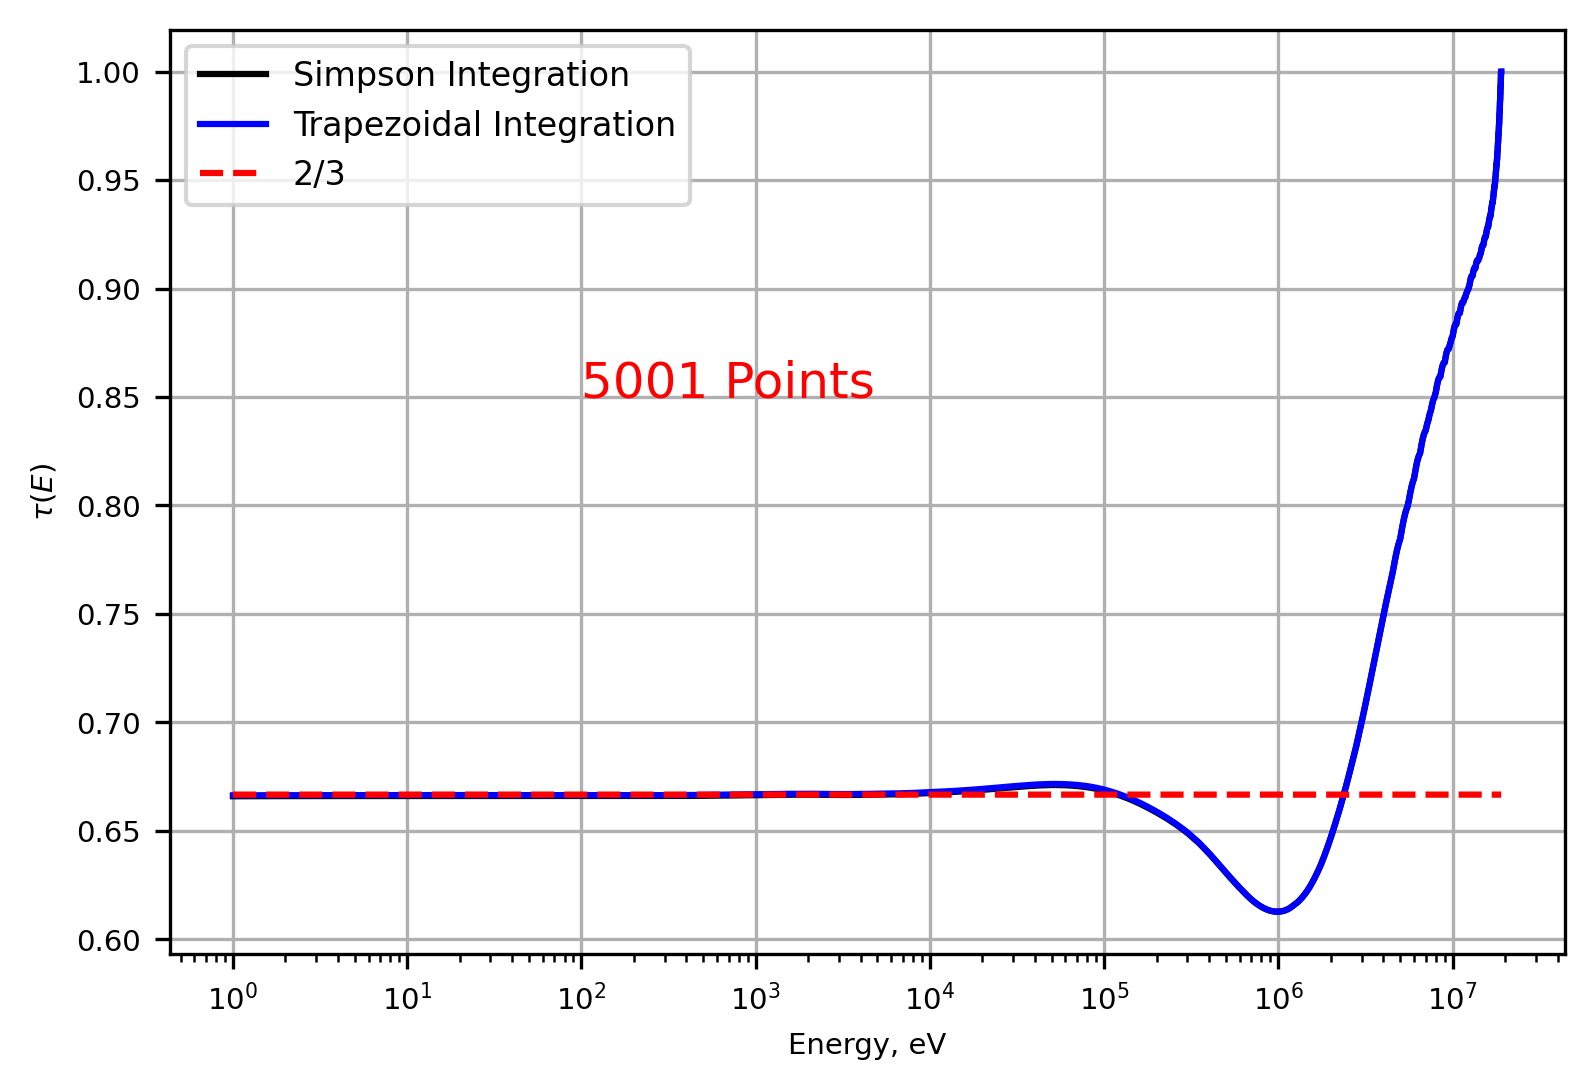 Simpson Integration
Trapezoidal Integration
2/3
5001 Points
τ(E)
1.00
0.95
0.90
0.85
0.80
0.75
0.70
0.65
0.60
10⁰ 10¹ 10² 10³ 10⁴ 10⁵ 10⁶ 10⁷
Energy, eV